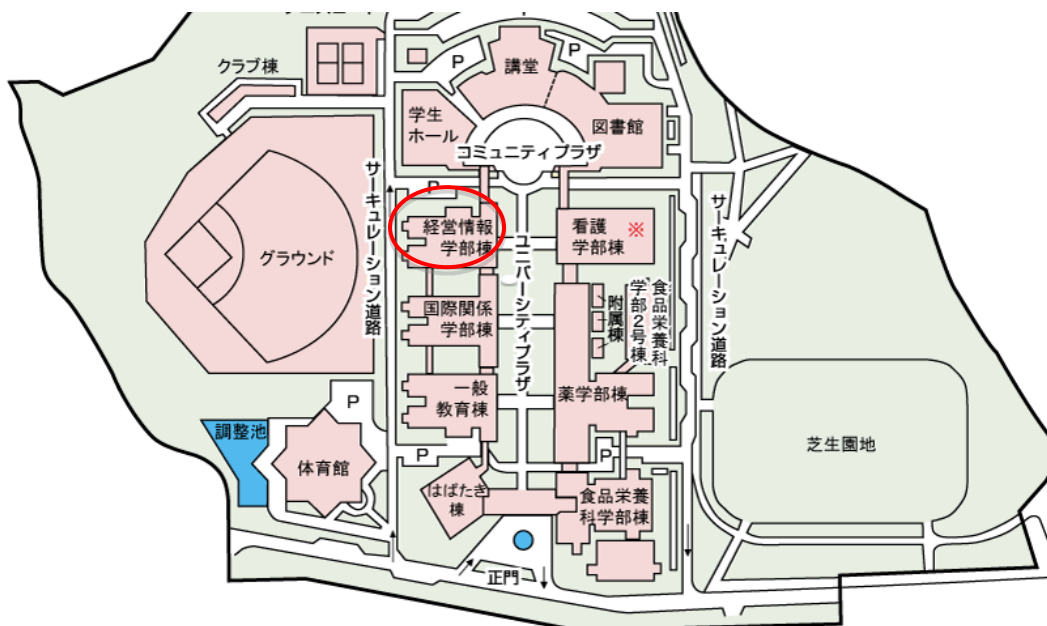 クラブ棟
P
講堂
P
学生
ホール
図書館
コミュニティプラザ
サーキュレーション道路
P
経営情報
学部棟
看護
学部棟
※
サーキュレーション道路
グラウンド
ユニバーシティプラザ
国際関係
学部棟
附属棟
食品栄養科
学部2号棟
一般
教育棟
薬学部棟
P
調整池
体育館
P
P
芝生園地
はばたき
棟
食品栄養
科学部棟
正門